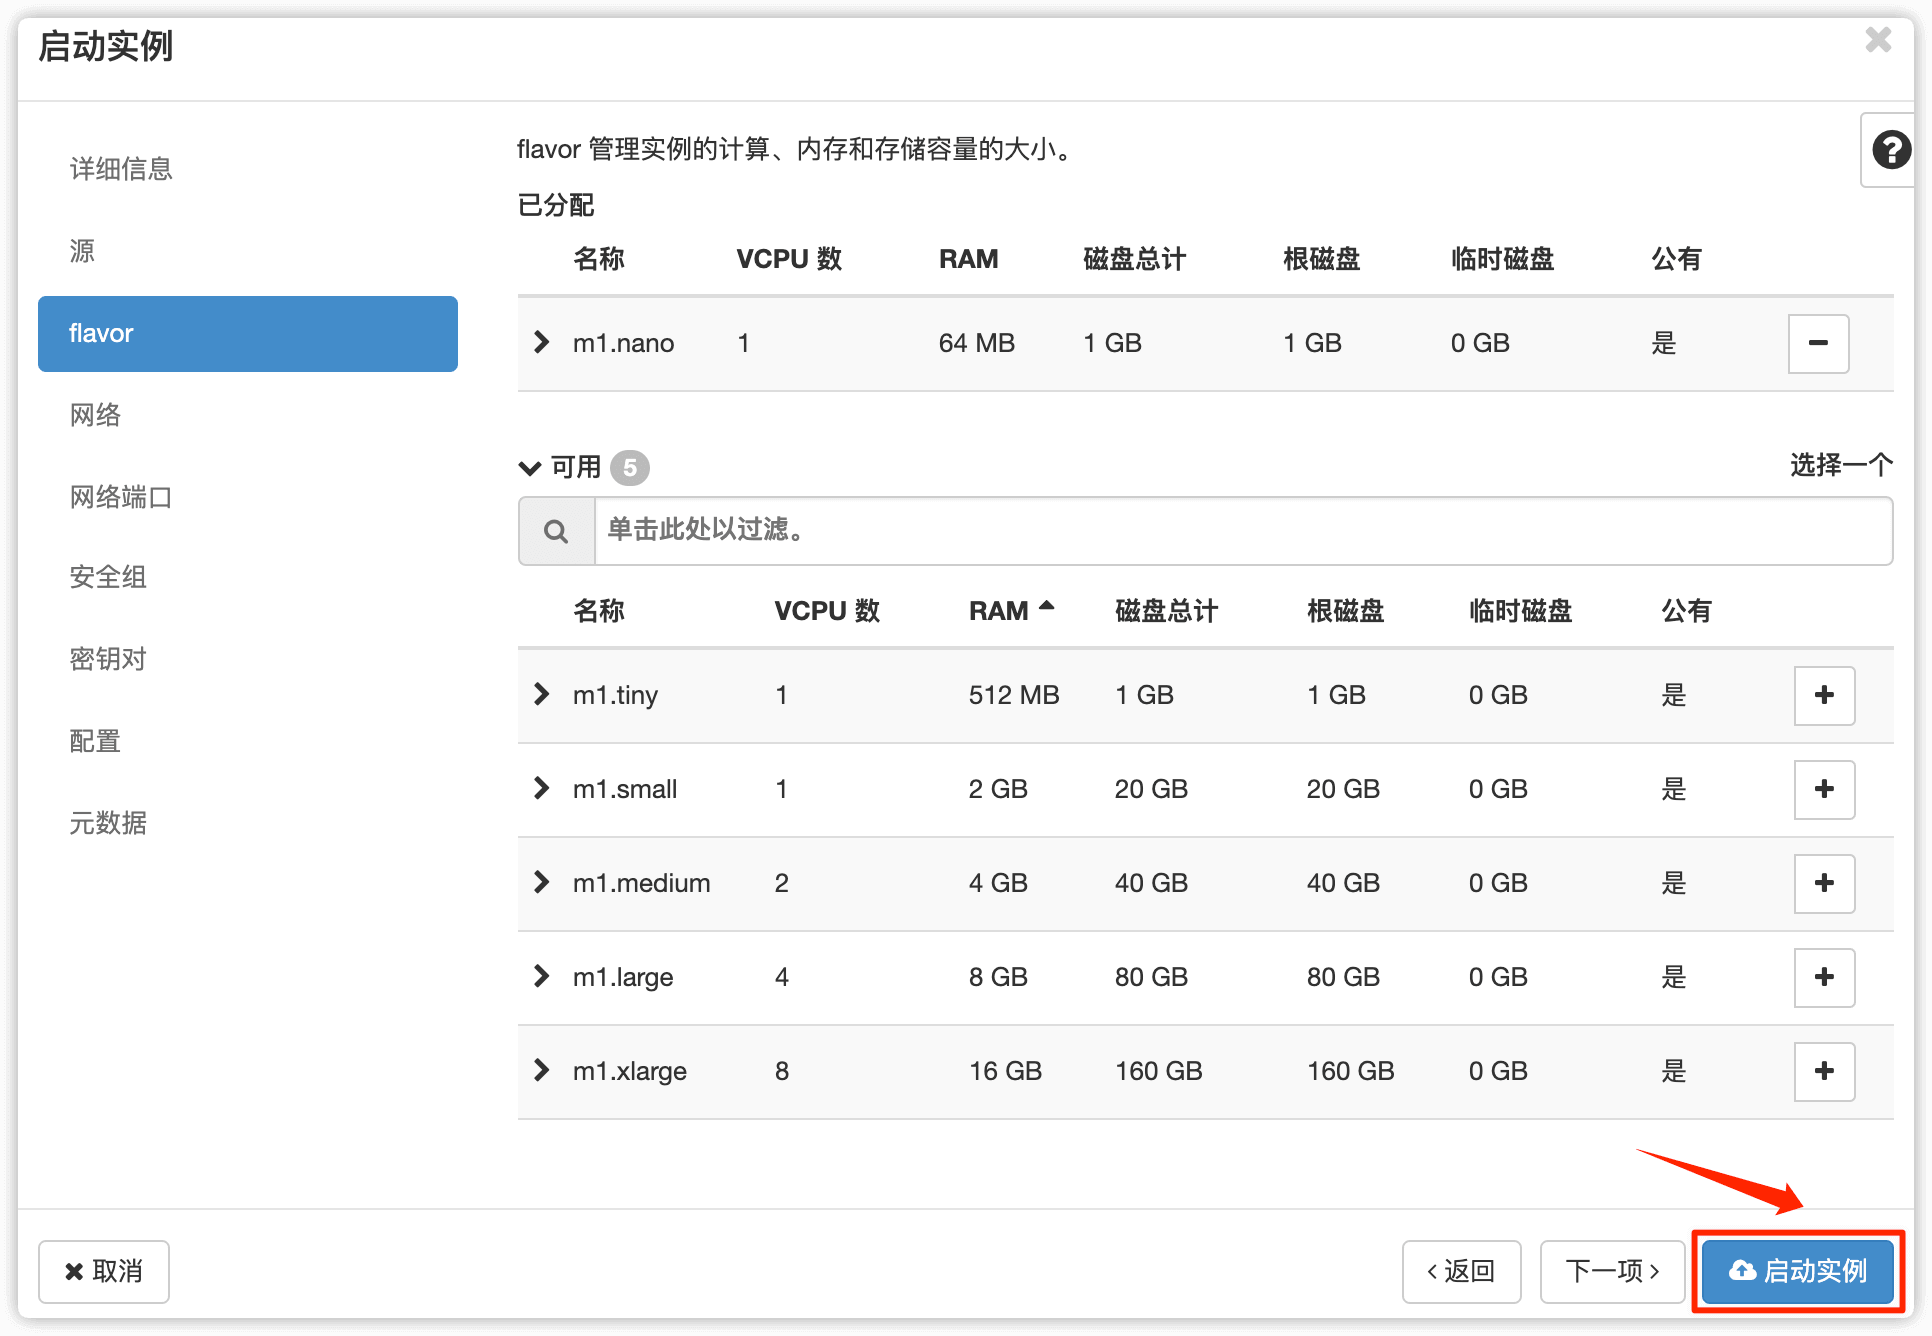 启动实例
详细信息
源
flavor
网络
网络端口
安全组
密钥对
配置
元数据
flavor 管理实例的计算、内存和存储容量的大小。
已分配
名称 VCPU 数 RAM 磁盘总计 根磁盘 临时磁盘 公有
m1.nano 1 64 MB 1 GB 1 GB 0 GB 是
可用 5 选择一个
单击此处以过滤。
名称 VCPU 数 RAM 磁盘总计 根磁盘 临时磁盘 公有
m1.tiny 1 512 MB 1 GB 1 GB 0 GB 是
m1.small 1 2 GB 20 GB 20 GB 0 GB 是
m1.medium 2 4 GB 40 GB 40 GB 0 GB 是
m1.large 4 8 GB 80 GB 80 GB 0 GB 是
m1.xlarge 8 16 GB 160 GB 160 GB 0 GB 是
取消 ‹返回 下一项› 启动实例